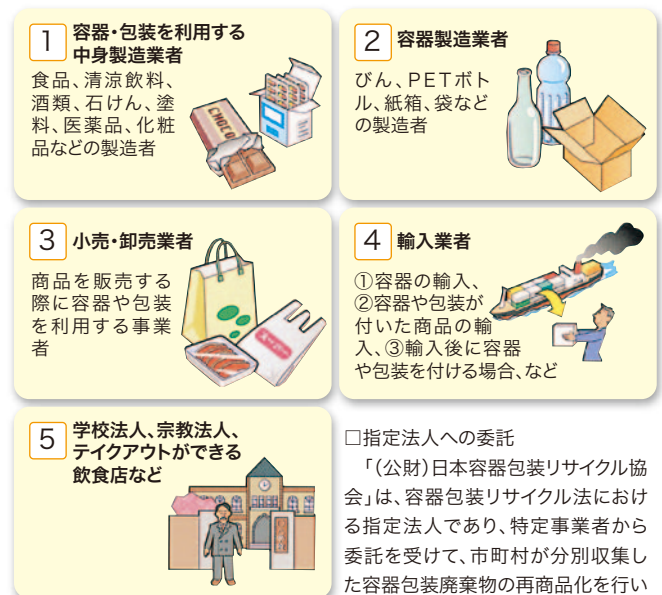 1 容器・包装を利用する
中身製造業者
食品、清涼飲料、
酒類、石けん、塗
料、医薬品、化粧
品などの製造者
CHOCO
2 容器製造業者
びん、PETボト
ル、紙箱、袋など
の製造者
3 小売・卸売業者
商品を販売する
際に容器や包装
を利用する事業
者
スーパー
4 輸入業者
①容器の輸入、
②容器や包装が
付いた商品の輸
入、③輸入後に容器
や包装を付ける場合、など
5 学校法人、宗教法人、
テイクアウトができる
飲食店など
□指定法人への委託
「(公財)日本容器包装リサイクル協
会」は、容器包装リサイクル法におけ
る指定法人であり、特定事業者から
委託を受けて、市町村が分別収集し
た容器包装廃棄物の再商品化を行い